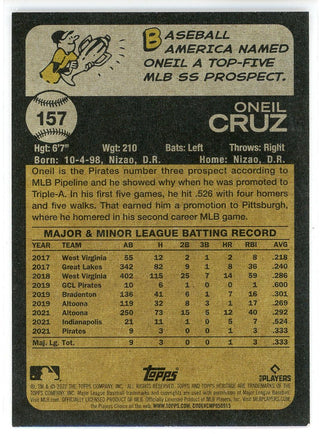 BASEBALL
AMERICA NAMED
ONEIL A TOP-FIVE
MLB SS PROSPECT.
157
ONEIL
CRUZ
Hgt: 6'7" Wgt: 210 Bats: Left Throws: Right
Born: 10-4-98, Nizao, D.R. Home: Nizao, D.R.
Oneil is the Pirates number three prospect according to
MLB Pipeline and he showed why when he was promoted to
Triple-A. In his first six games, he hit .526 with four homers
and five walks. That earned him a promotion to Pittsburgh,
where he homered in his second career MLB game.
MAJOR & MINOR LEAGUE BATTING RECORD
YEAR TEAM AB H 2B 3B HR RBI AVG
2017 West Virginia 55 12 2 1 2 8 .218
2017 Great Lakes 342 82 9 1 8 36 .240
2018 West Virginia 402 115 25 7 14 59 .286
2019 GCL Pirates 10 6 1 0 0 1 .600
2019 Bradenton 136 41 6 1 7 16 .301
2019 Altoona 119 32 8 3 1 17 .269
2021 Altoona 250 73 15 5 12 40 .292
2021 Indianapolis 21 11 1 0 5 7 .524
2021 Pirates 9 3 0 0 1 3 .333
Maj. Lg. Tot. 9 3 0 0 1 3 .333
TOPPS
PLAYERS